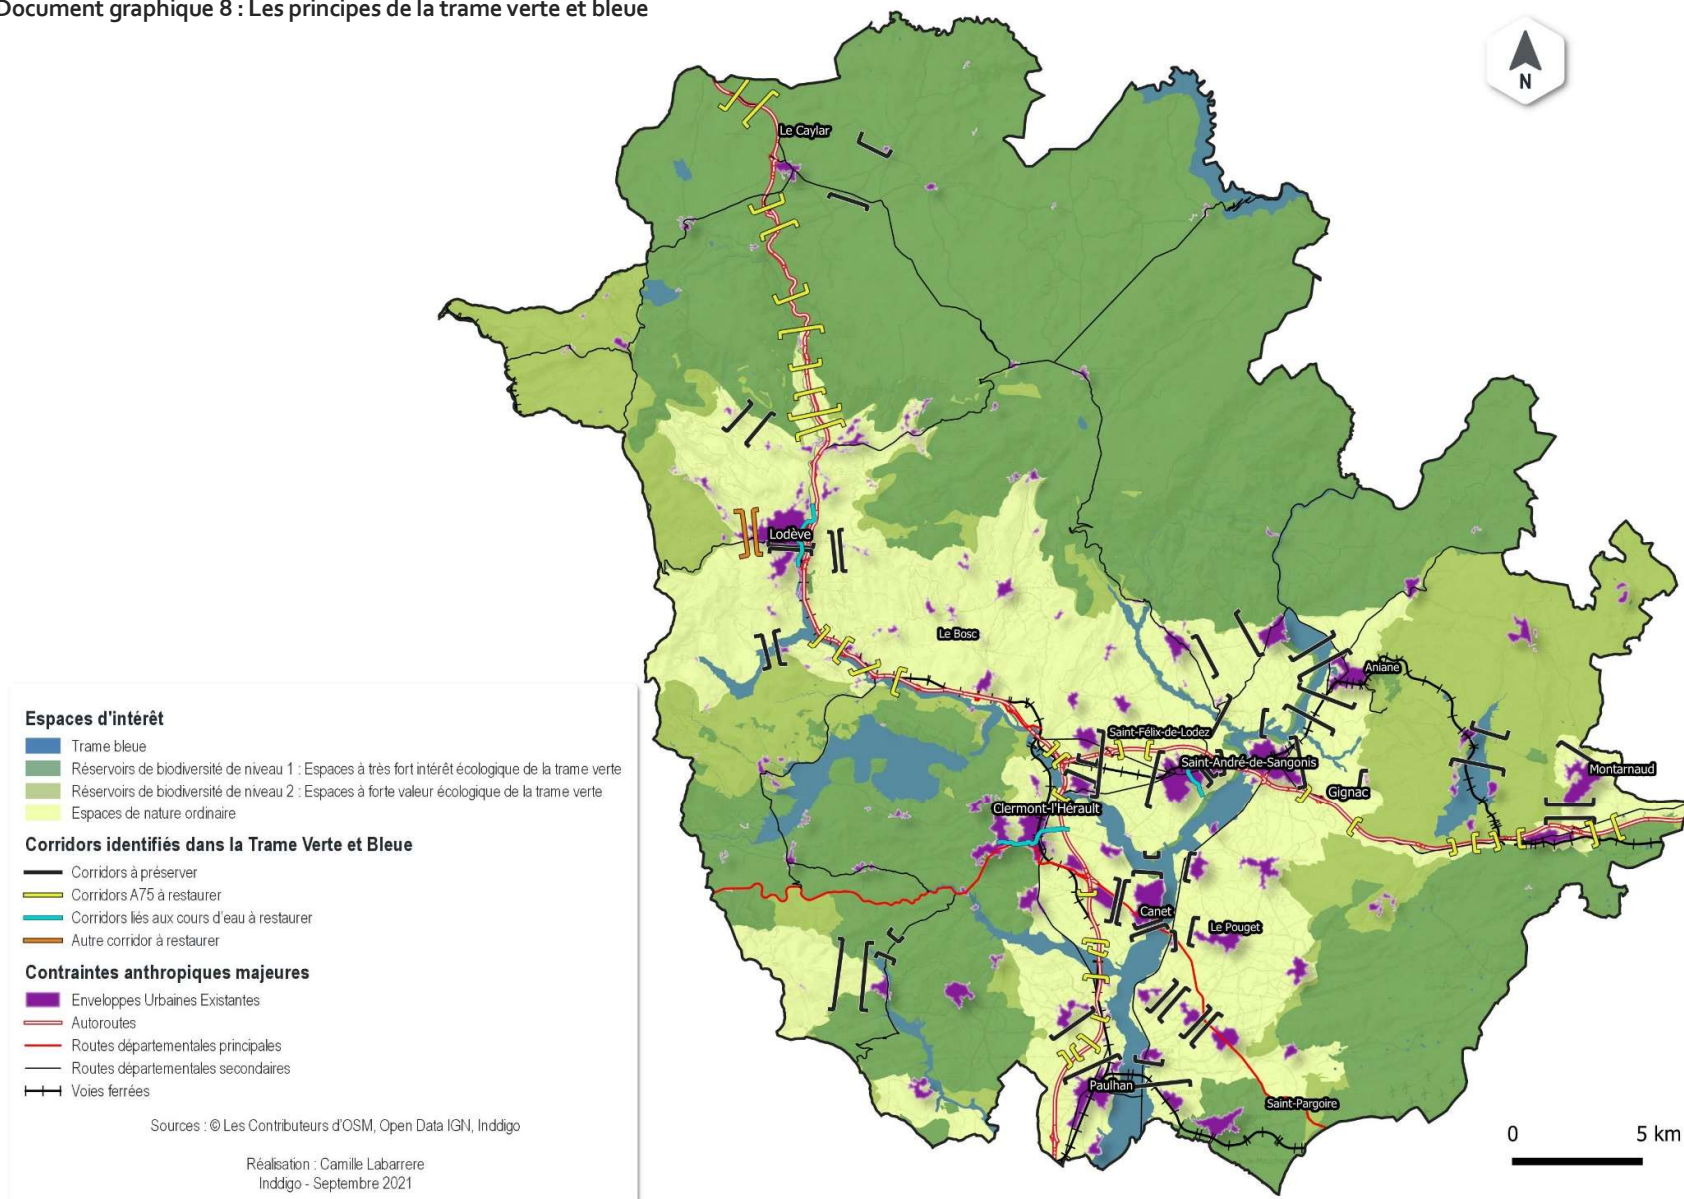 Document graphique 8 : Les principes de la trame verte et bleue
N
Le Caylar
Lodève
Le Bosc
Aniane
Saint-Félix-de-Lodez
Saint-André-de-Sangonis
Montarnaud
Gignac
Clermont-l'Hérault
Canet
Le Pouget
Paulhan
Saint-Pargoire
0 5 km
Espaces d'intérêt
Trame bleue
Réservoirs de biodiversité de niveau 1 : Espaces à très fort intérêt écologique de la trame verte
Réservoirs de biodiversité de niveau 2 : Espaces à forte valeur écologique de la trame verte
Espaces de nature ordinaire
Corridors identifiés dans la Trame Verte et Bleue
Corridors à préserver
Corridors A75 à restaurer
Corridors liés aux cours d'eau à restaurer
Autre corridor à restaurer
Contraintes anthropiques majeures
Enveloppes Urbaines Existantes
Autoroutes
Routes départementales principales
Routes départementales secondaires
Voies ferrées
Sources : © Les Contributeurs d'OSM, Open Data IGN, Inddigo
Réalisation : Camille Labarrere
Inddigo - Septembre 2021